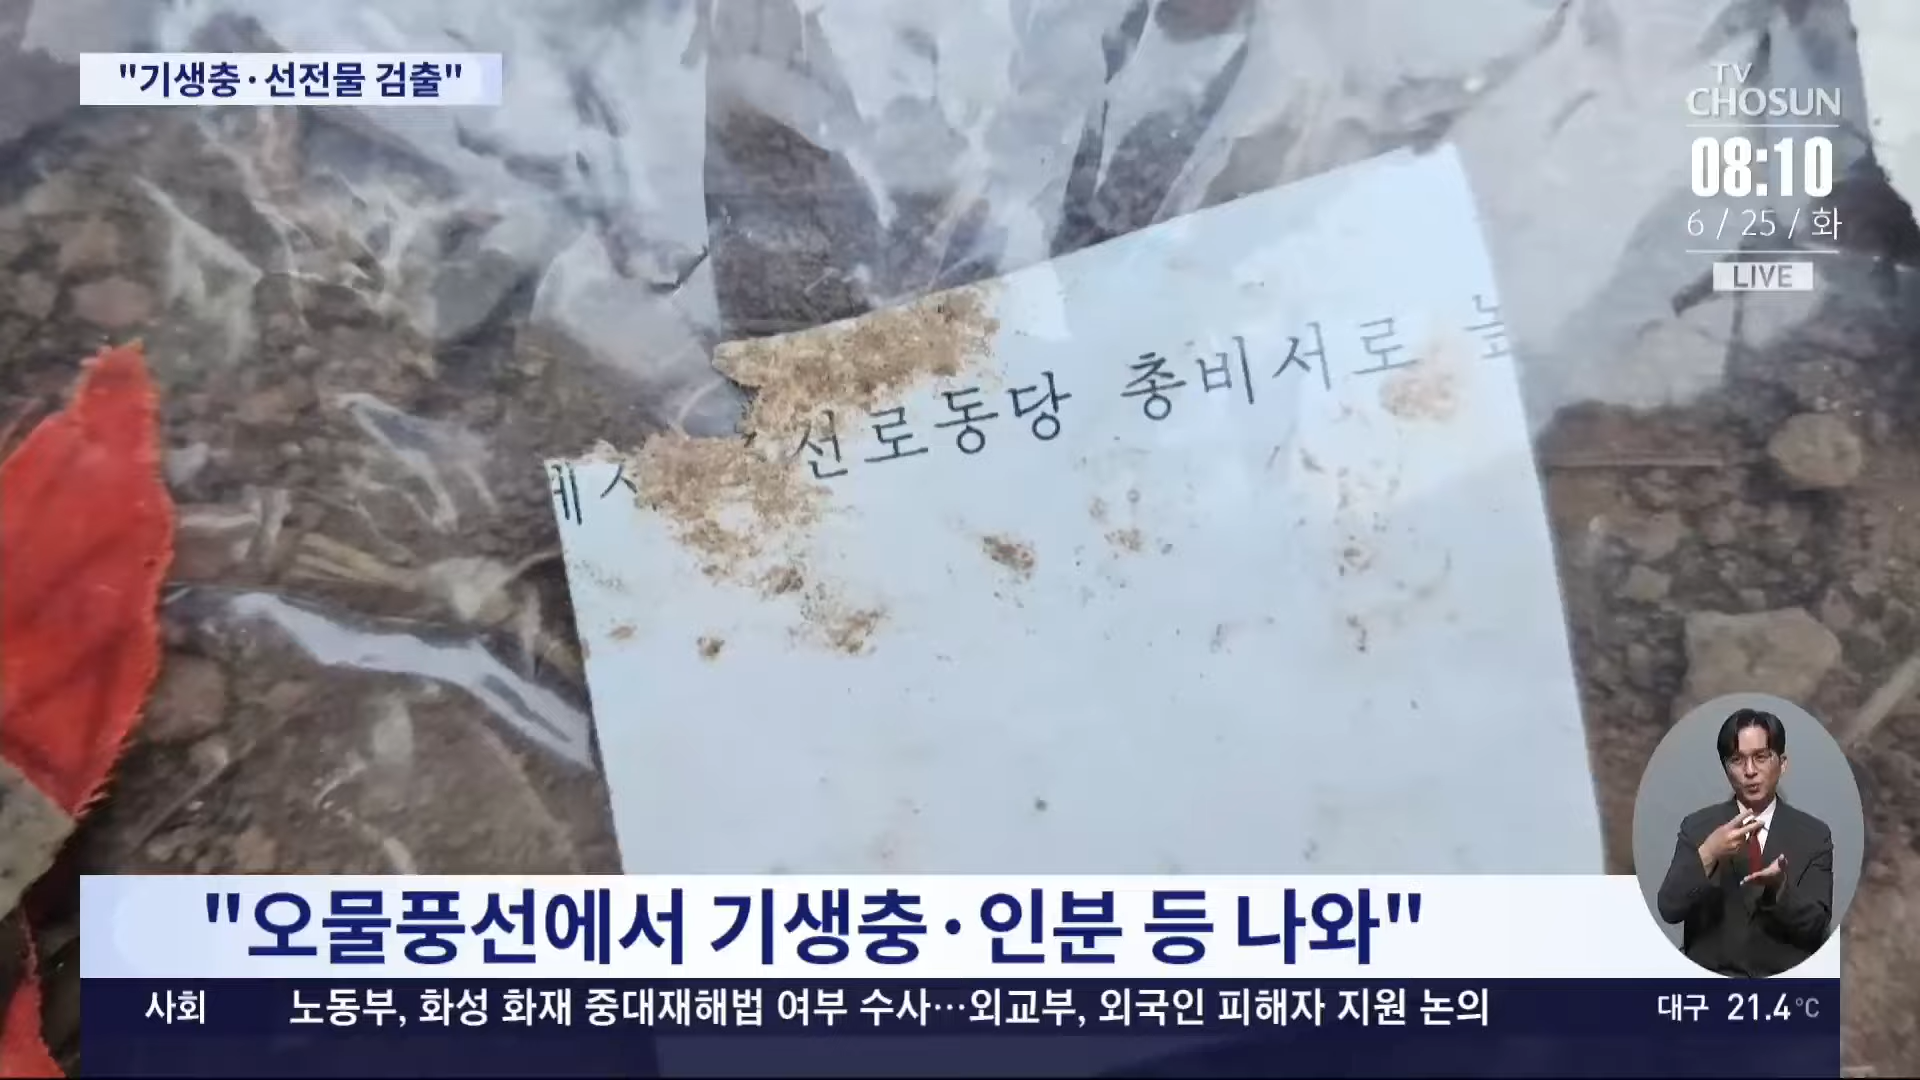 "기생충·선전물 검출"
TV
CHOSUN
08:10
6 / 25 / 화
LIVE
선로동당 총비서로
"오물풍선에서 기생충·인분 등 나와"
사회 노동부, 화성 화재 중대재해법 여부 수사…외교부, 외국인 피해자 지원 논의 대구 21.4℃